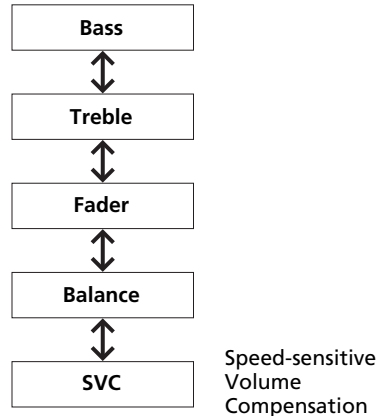 Bass
Treble
Fader
Balance
SVC
Speed-sensitive
Volume
Compensation